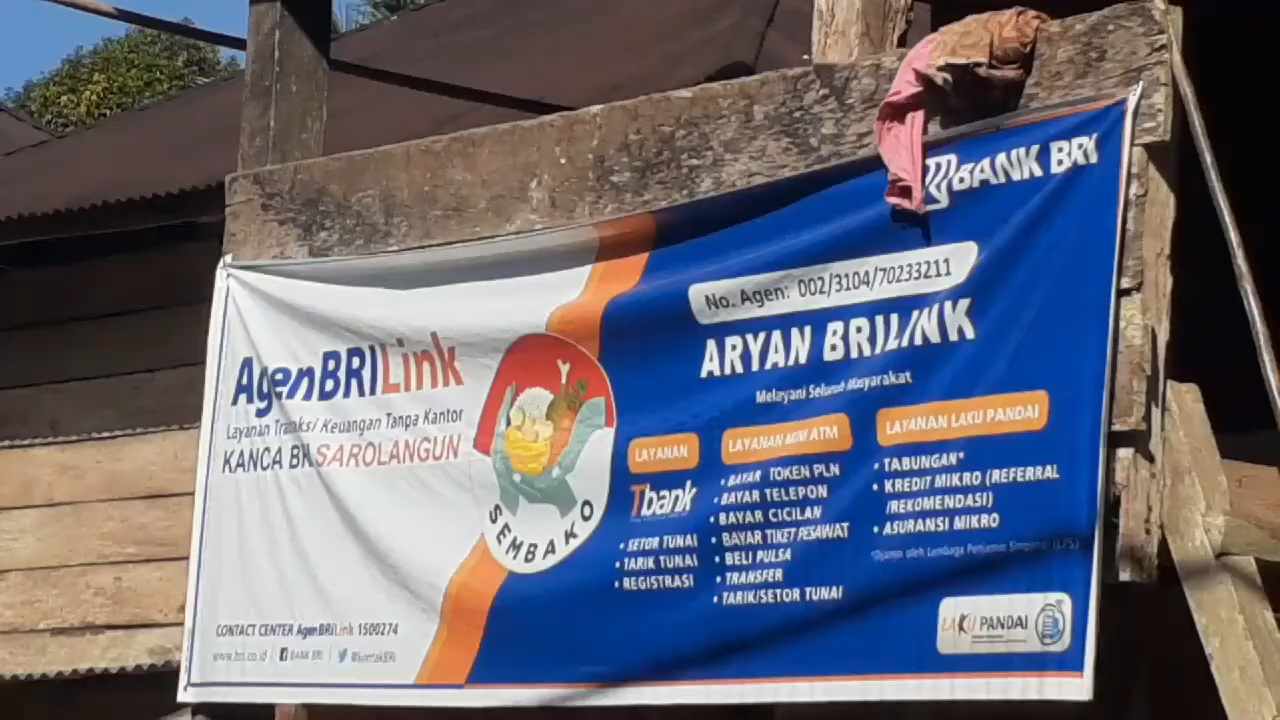 BANK BRI
No. Agen: 002/3104/70233211
ARYAN BRILINK
Melayani Seluruh Masyarakat
AgenBRILink
Layanan Transaksi Keuangan Tanpa Kantor
KANCA BRI SAROLANGUN
SEMBAKO
LAYANAN
Tbank
• SETOR TUNAI
• TARIK TUNAI
• REGISTRASI
LAYANAN MINI ATM
• BAYAR TOKEN PLN
• BAYAR TELEPON
• BAYAR CICILAN
• BAYAR TIKET PESAWAT
• BELI PULSA
• TRANSFER
• TARIK/SETOR TUNAI
LAYANAN LAKU PANDAI
• TABUNGAN*
• KREDIT MIKRO (REFERRAL
/REKOMENDASI)
• ASURANSI MIKRO
*Dijamin oleh Lembaga Penjamin Simpanan (LPS)
LAKU PANDAI
CONTACT CENTER AgenBRILink 1500274
www.bri.co.id | BANK BRI | @kontakBRI